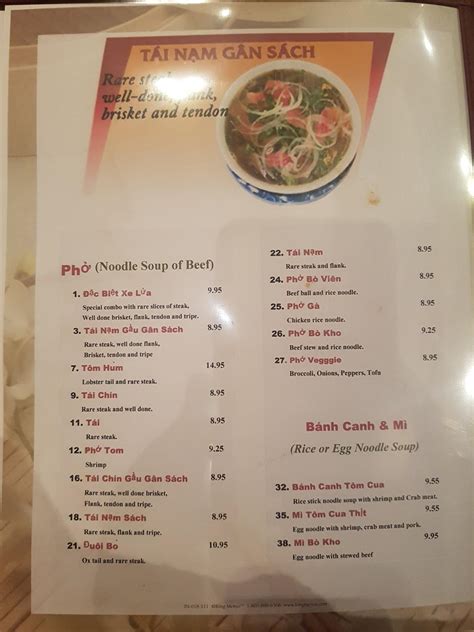 TÁI NẠM GÂN SÁCH
Rare steak,
well-done flank,
brisket and tendon
Phở (Noodle Soup of Beef)
1. Đặc Biệt Xe Lửa 9.95
Special combo with rare slices of steak,
Well done brisket, flank, tendon and tripe
3. Tái Nạm Gầu Gân Sách 8.95
Rare steak, well done flank,
Brisket, tendon and tripe
7. Tôm Hum 14.95
Lobster tail and rare steak.
9. Tái Chín 8.95
Rare steak and well done.
11. Tái 8.95
Rare steak.
12. Phở Tom 9.25
Shrimp
16. Tái Chín Gầu Gân Sách 8.95
Rare steak, well done brisket,
Flank, tendon and tripe.
18. Tái Nạm Sách 8.95
Rare steak, flank and tripe.
21. Đuôi Bò 10.95
Ox tail and rare steak.
22. Tái Nạm 8.95
Rare steak and flank.
24. Phở Bò Viên 8.95
Beef ball and rice noodle.
25. Phở Gà 8.95
Chicken rice noodle.
26. Phở Bò Kho 9.25
Beef stew and rice noodle.
27. Phở Vegggie 8.95
Broccoli, Onions, Peppers, Tofu
Bánh Canh & Mì
(Rice or Egg Noodle Soup)
32. Bánh Canh Tôm Cua 9.55
Rice stick noodle soup with shrimp and Crab meat.
35. Mì Tôm Cua Thịt 9.55
Egg noodle with shrimp, crab meat and pork.
38. Mì Bò Kho 9.55
Egg noodle with stewed beef